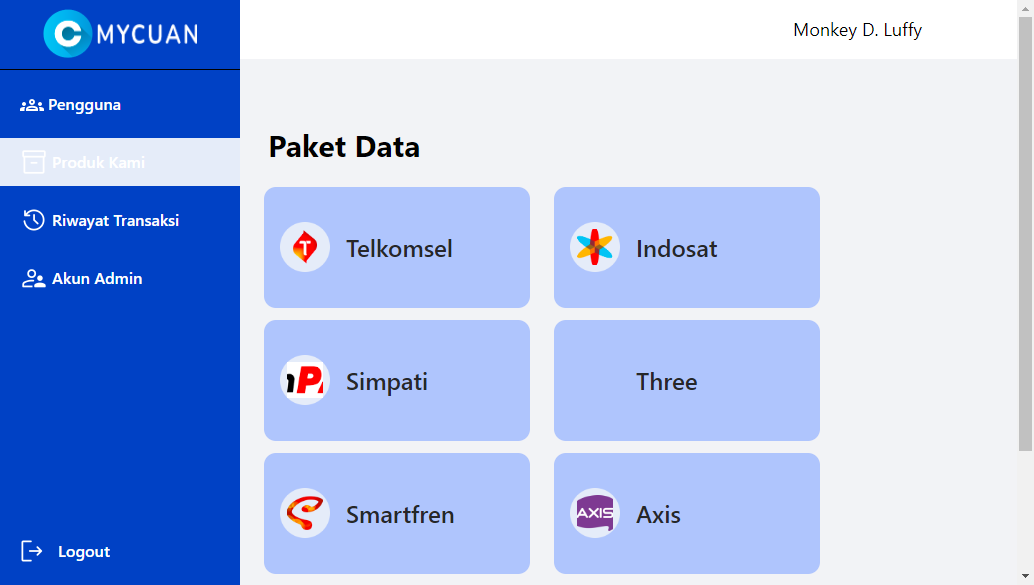 MYCUAN
Monkey D. Luffy
Pengguna
Produk Kami
Riwayat Transaksi
Akun Admin
Logout
Paket Data
Telkomsel
Indosat
Simpati
Three
Smartfren
AXIS
Axis